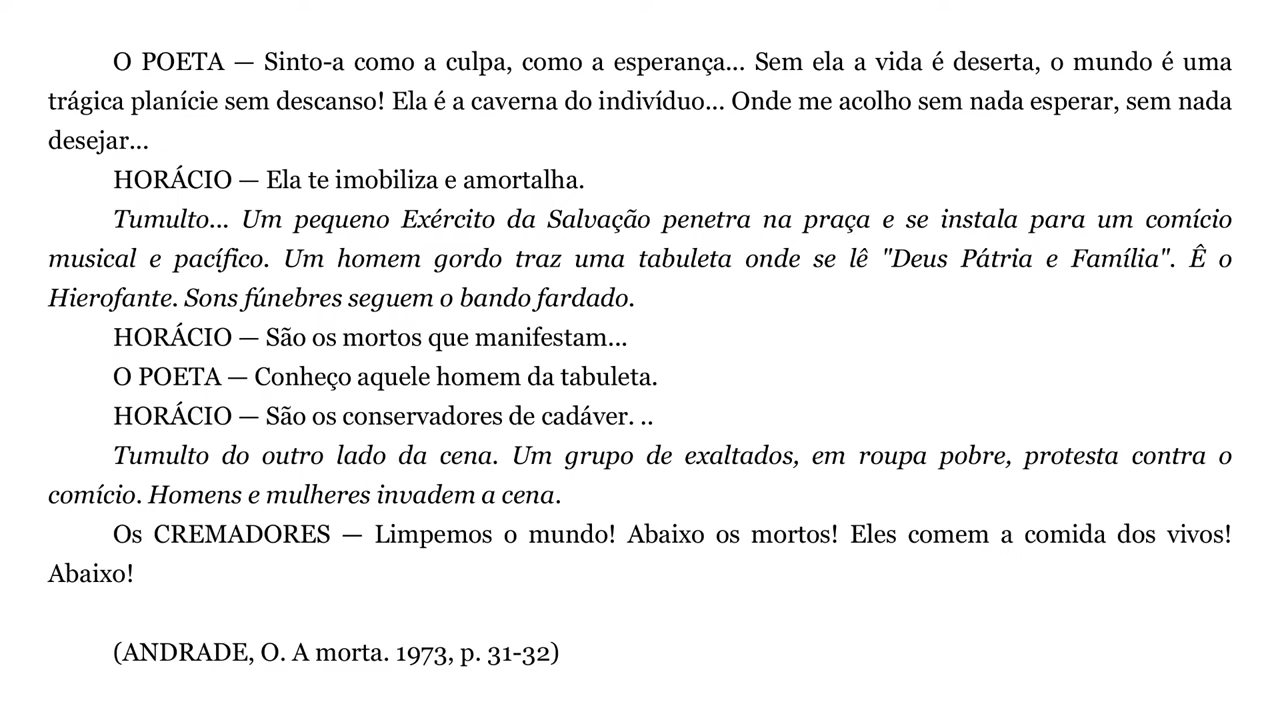 O POETA — Sinto-a como a culpa, como a esperança... Sem ela a vida é deserta, o mundo é uma
trágica planície sem descanso! Ela é a caverna do indivíduo... Onde me acolho sem nada esperar, sem nada
desejar...
HORÁCIO — Ela te imobiliza e amortalha.
Tumulto... Um pequeno Exército da Salvação penetra na praça e se instala para um comício
musical e pacífico. Um homem gordo traz uma tabuleta onde se lê "Deus Pátria e Família". Ê o
Hierofante. Sons fúnebres seguem o bando fardado.
HORÁCIO — São os mortos que manifestam...
O POETA — Conheço aquele homem da tabuleta.
HORÁCIO — São os conservadores de cadáver. ..
Tumulto do outro lado da cena. Um grupo de exaltados, em roupa pobre, protesta contra o
comício. Homens e mulheres invadem a cena.
Os CREMADORES — Limpemos o mundo! Abaixo os mortos! Eles comem a comida dos vivos!
Abaixo!
(ANDRADE, O. A morta. 1973, p. 31-32)